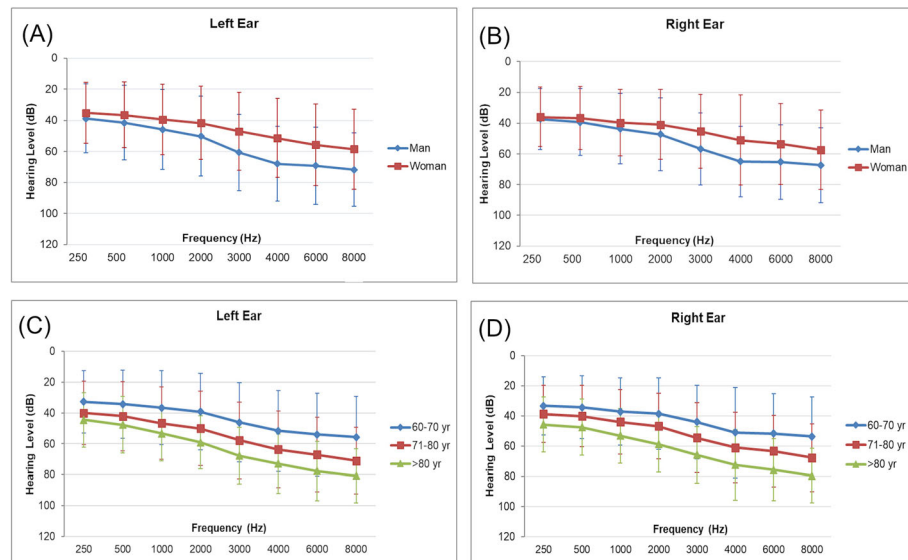 (A)
Left Ear
0
20
40
60
80
100
120
Hearing Level (dB)
Frequency (Hz)
250 500 1000 2000 3000 4000 6000 8000
Man
Woman
(B)
Right Ear
0
20
40
60
80
100
120
Hearing Level (dB)
Frequency (Hz)
250 500 1000 2000 3000 4000 6000 8000
Man
Woman
(C)
Left Ear
0
20
40
60
80
100
120
Hearing Level (dB)
Frequency (Hz)
250 500 1000 2000 3000 4000 6000 8000
60-70 yr
71-80 yr
>80 yr
(D)
Right Ear
0
20
40
60
80
100
120
Hearing Level (dB)
Frequency (Hz)
250 500 1000 2000 3000 4000 6000 8000
60-70 yr
71-80 yr
>80 yr